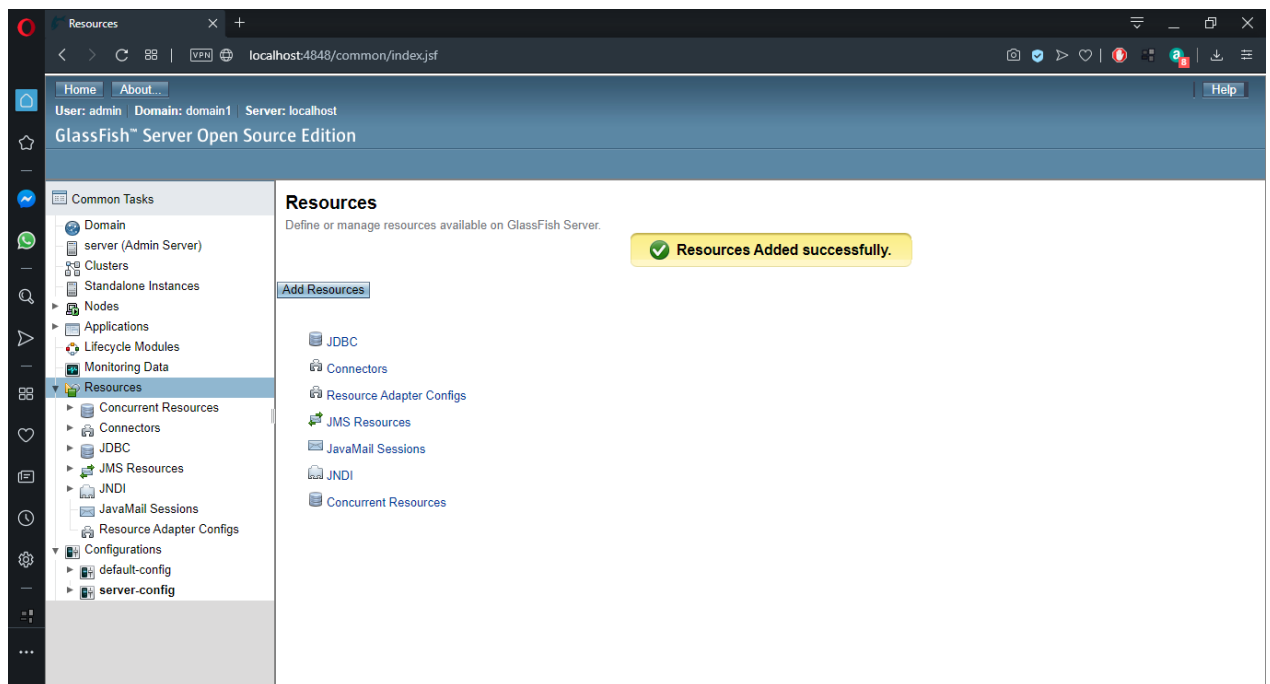 Resources
VPN localhost:4848/common/index.jsf
a 8
Home About... Help
User: admin Domain: domain1 Server: localhost
GlassFish™ Server Open Source Edition
Common Tasks
Domain
server (Admin Server)
Clusters
Standalone Instances
Nodes
Applications
Lifecycle Modules
Monitoring Data
Resources
Concurrent Resources
Connectors
JDBC
JMS Resources
JNDI
JavaMail Sessions
Resource Adapter Configs
Configurations
default-config
server-config
Resources
Define or manage resources available on GlassFish Server.
Resources Added successfully.
Add Resources
JDBC
Connectors
Resource Adapter Configs
JMS Resources
JavaMail Sessions
JNDI
Concurrent Resources